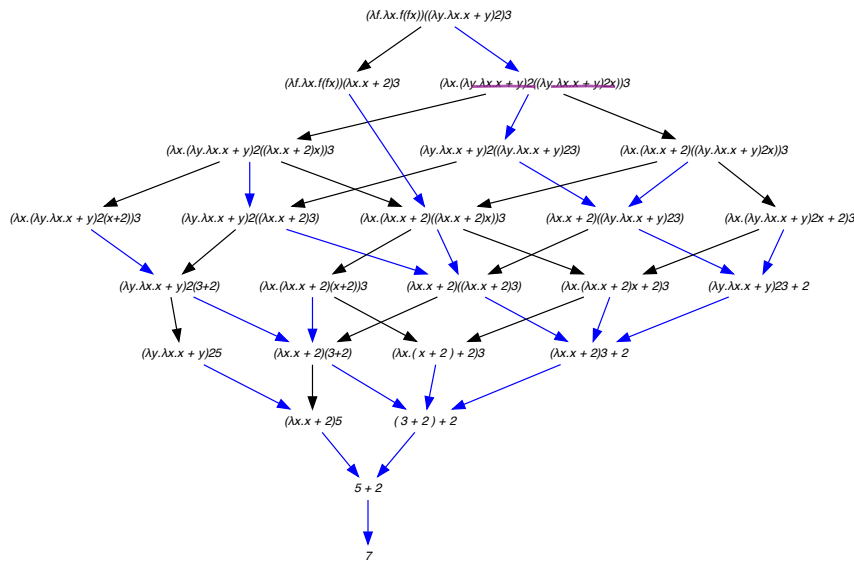 (λf.λx.f(fx))((λy.λx.x + y)2)3
(λf.λx.f(fx))(λx.x + 2)3 (λx.(λy.λx.x + y)2((λy.λx.x + y)2x))3
(λx.(λy.λx.x + y)2((λx.x + 2)x))3 (λy.λx.x + y)2((λy.λx.x + y)23) (λx.(λx.x + 2)((λy.λx.x + y)2x))3
(λx.(λy.λx.x + y)2(x+2))3 (λy.λx.x + y)2((λx.x + 2)3) (λx.(λx.x + 2)((λx.x + 2)x))3 (λx.x + 2)((λy.λx.x + y)23) (λx.(λy.λx.x + y)2x + 2)3
(λy.λx.x + y)2(3+2) (λx.(λx.x + 2)(x+2))3 (λx.x + 2)((λx.x + 2)3) (λx.(λx.x + 2)x + 2)3 (λy.λx.x + y)23 + 2
(λy.λx.x + y)25 (λx.x + 2)(3+2) (λx.( x + 2 ) + 2)3 (λx.x + 2)3 + 2
(λx.x + 2)5 ( 3 + 2 ) + 2
5 + 2
7